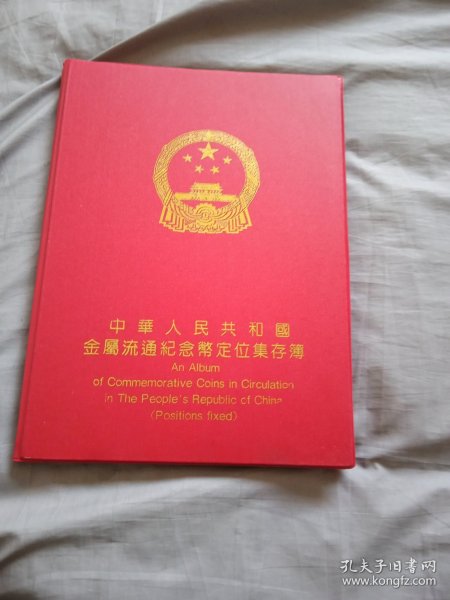 中華人民共和國
金屬流通紀念幣定位集存簿
An Album
of Commemorative Coins in Circulation
in The People's Republic of China
(Positions fixed)
孔夫子旧书网
www.kongfz.com